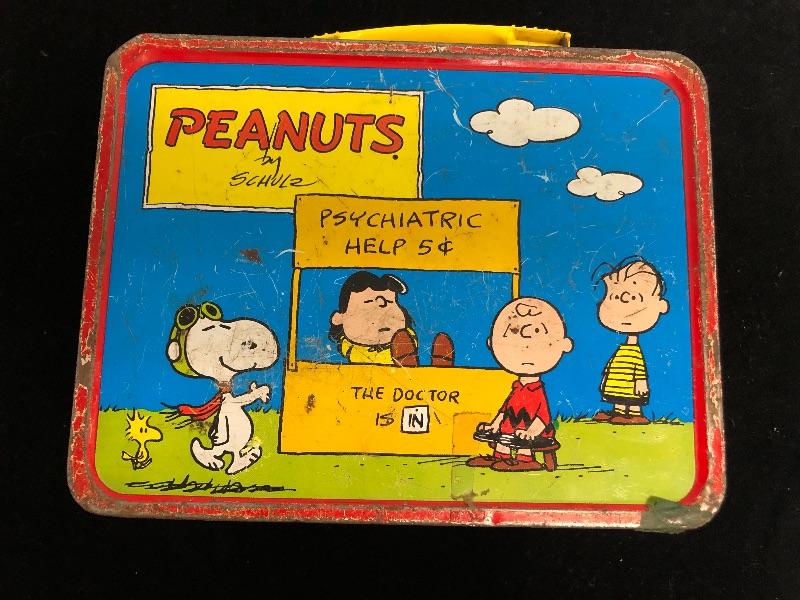 PEANUTS
by
SCHULZ
PSYCHIATRIC
HELP 5¢
THE DOCTOR
IS IN